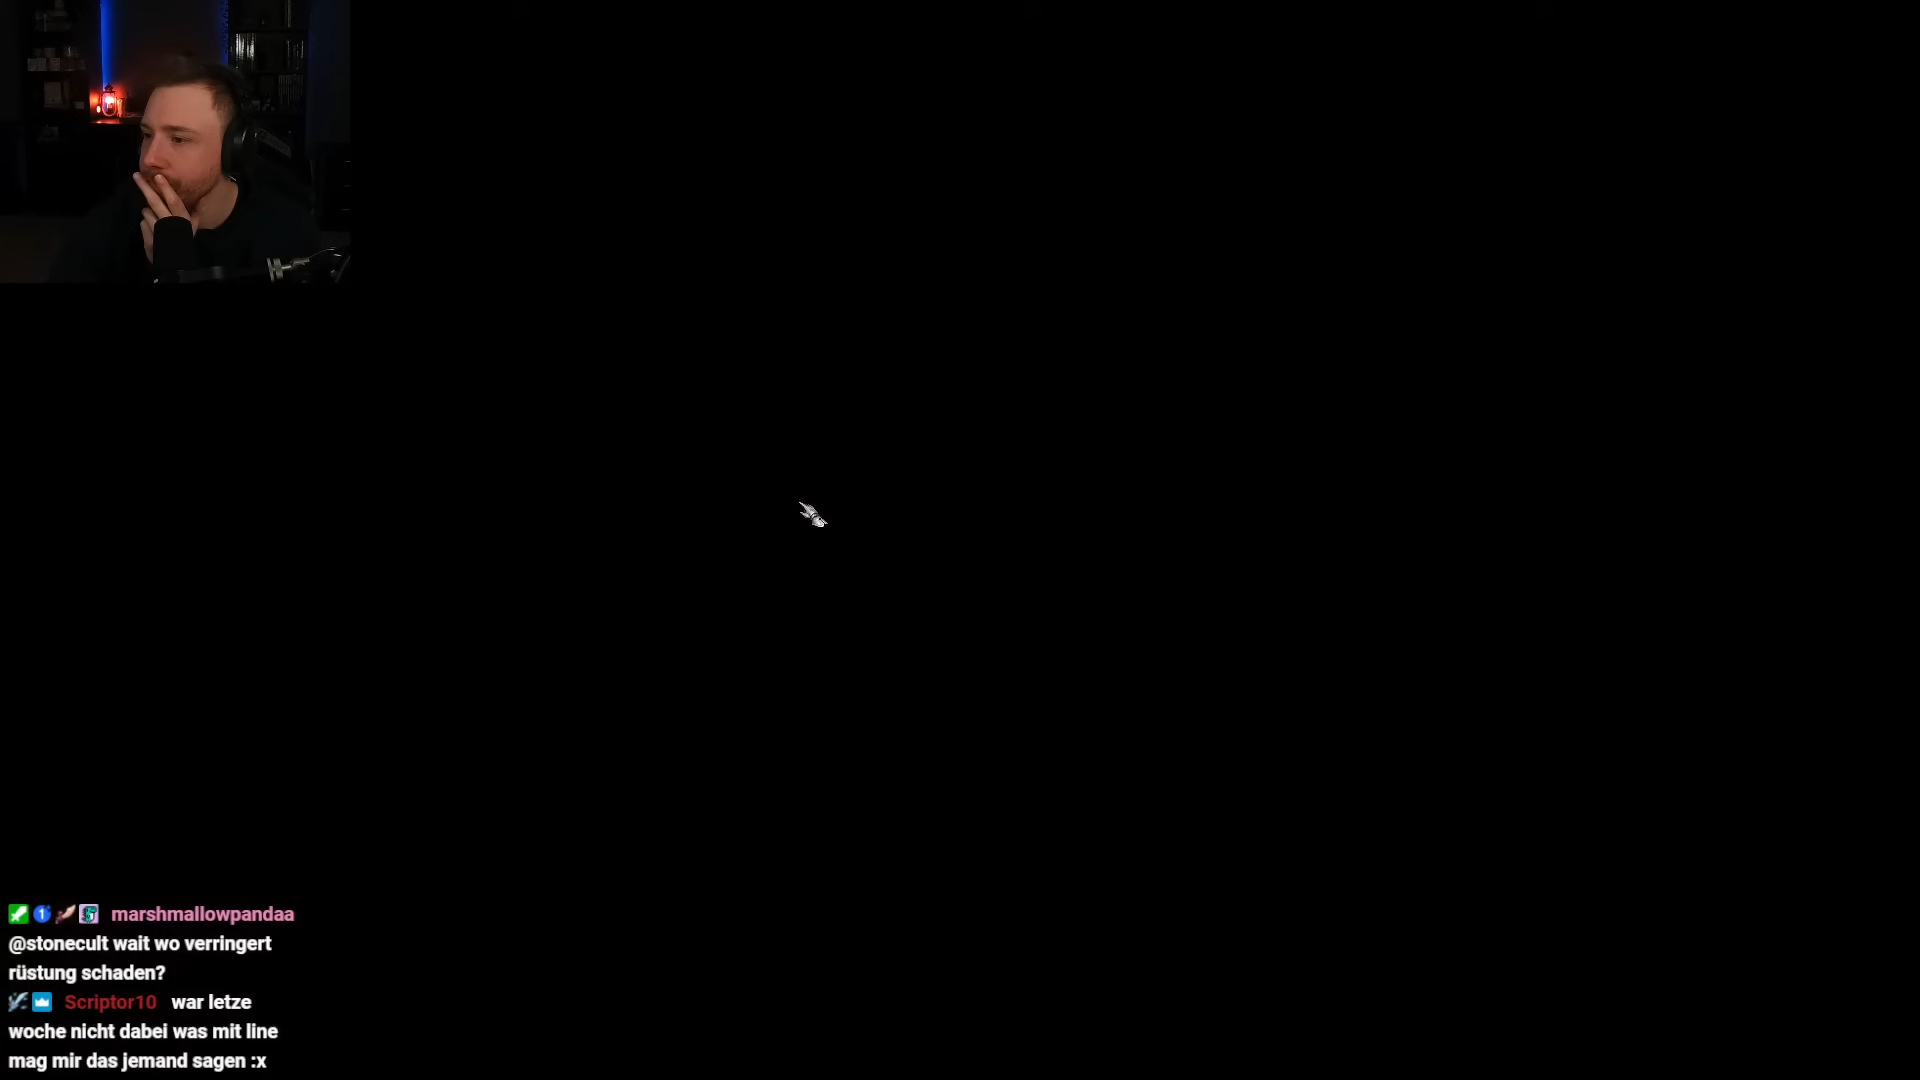 marshmallowpandaa
@stonecult wait wo verringert
rüstung schaden?
Scriptor10 war letze
woche nicht dabei was mit line
mag mir das jemand sagen :x